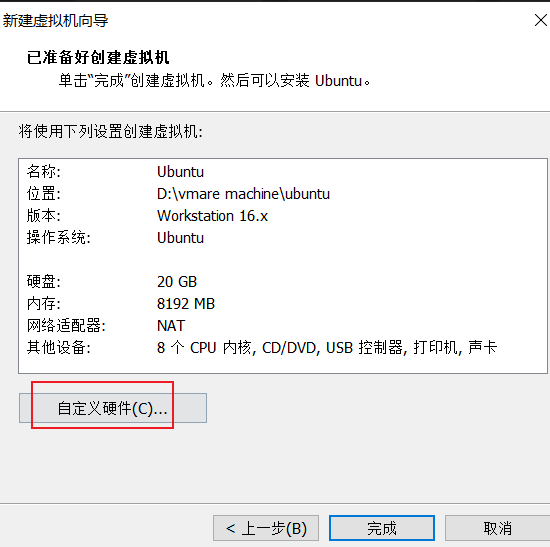 新建虚拟机向导
已准备好创建虚拟机
单击“完成”创建虚拟机。然后可以安装 Ubuntu。
将使用下列设置创建虚拟机:
名称: Ubuntu
位置: D:\vmare machine\ubuntu
版本: Workstation 16.x
操作系统: Ubuntu
硬盘: 20 GB
内存: 8192 MB
网络适配器: NAT
其他设备: 8 个 CPU 内核, CD/DVD, USB 控制器, 打印机, 声卡
自定义硬件(C)...
< 上一步(B) 完成 取消